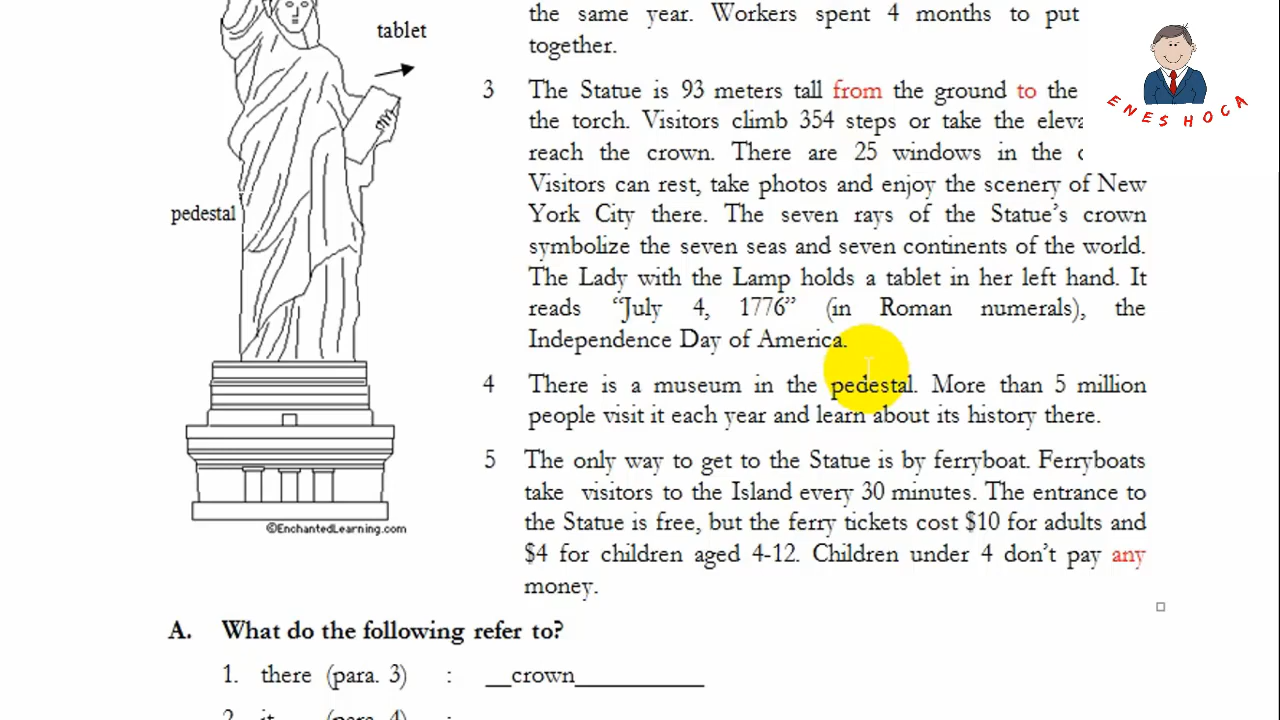 tablet
pedestal
©EnchantedLearning.com
the same year. Workers spent 4 months to put
together.
3 The Statue is 93 meters tall from the ground to the
the torch. Visitors climb 354 steps or take the
reach the crown. There are 25 windows in the
Visitors can rest, take photos and enjoy the scenery of New
York City there. The seven rays of the Statue's crown
symbolize the seven seas and seven continents of the world.
The Lady with the Lamp holds a tablet in her left hand. It
reads “July 4, 1776” (in Roman numerals), the
Independence Day of America.
4 There is a museum in the pedestal. More than 5 million
people visit it each year and learn about its history there.
5 The only way to get to the Statue is by ferryboat. Ferryboats
take visitors to the Island every 30 minutes. The entrance to
the Statue is free, but the ferry tickets cost $10 for adults and
$4 for children aged 4-12. Children under 4 don't pay any
money.
A. What do the following refer to?
1. there (para. 3) : __crown__________
2. it (para. 4) :
ENES HOCA